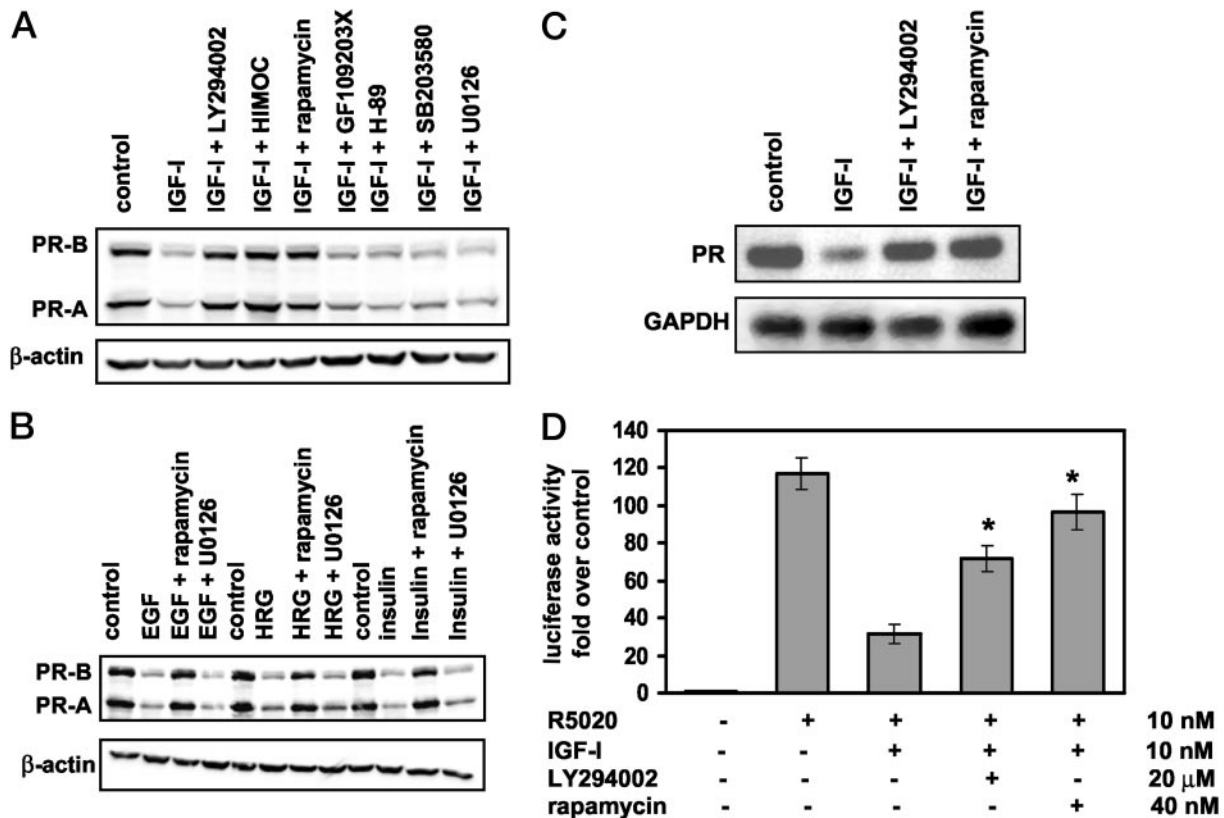 A
control
IGF-I
IGF-I + LY294002
IGF-I + HIMOC
IGF-I + rapamycin
IGF-I + GF109203X
IGF-I + H-89
IGF-I + SB203580
IGF-I + U0126
PR-B
PR-A
β-actin
B
control
EGF
EGF + rapamycin
EGF + U0126
control
HRG
HRG + rapamycin
HRG + U0126
control
insulin
Insulin + rapamycin
Insulin + U0126
PR-B
PR-A
β-actin
C
control
IGF-I
IGF-I + LY294002
IGF-I + rapamycin
PR
GAPDH
D
luciferase activity
fold over control
140
120
100
80
60
40
20
0
*
*
R5020 - + + + + 10 nM
IGF-I - - + + + 10 nM
LY294002 - - - + - 20 μM
rapamycin - - - - + 40 nM